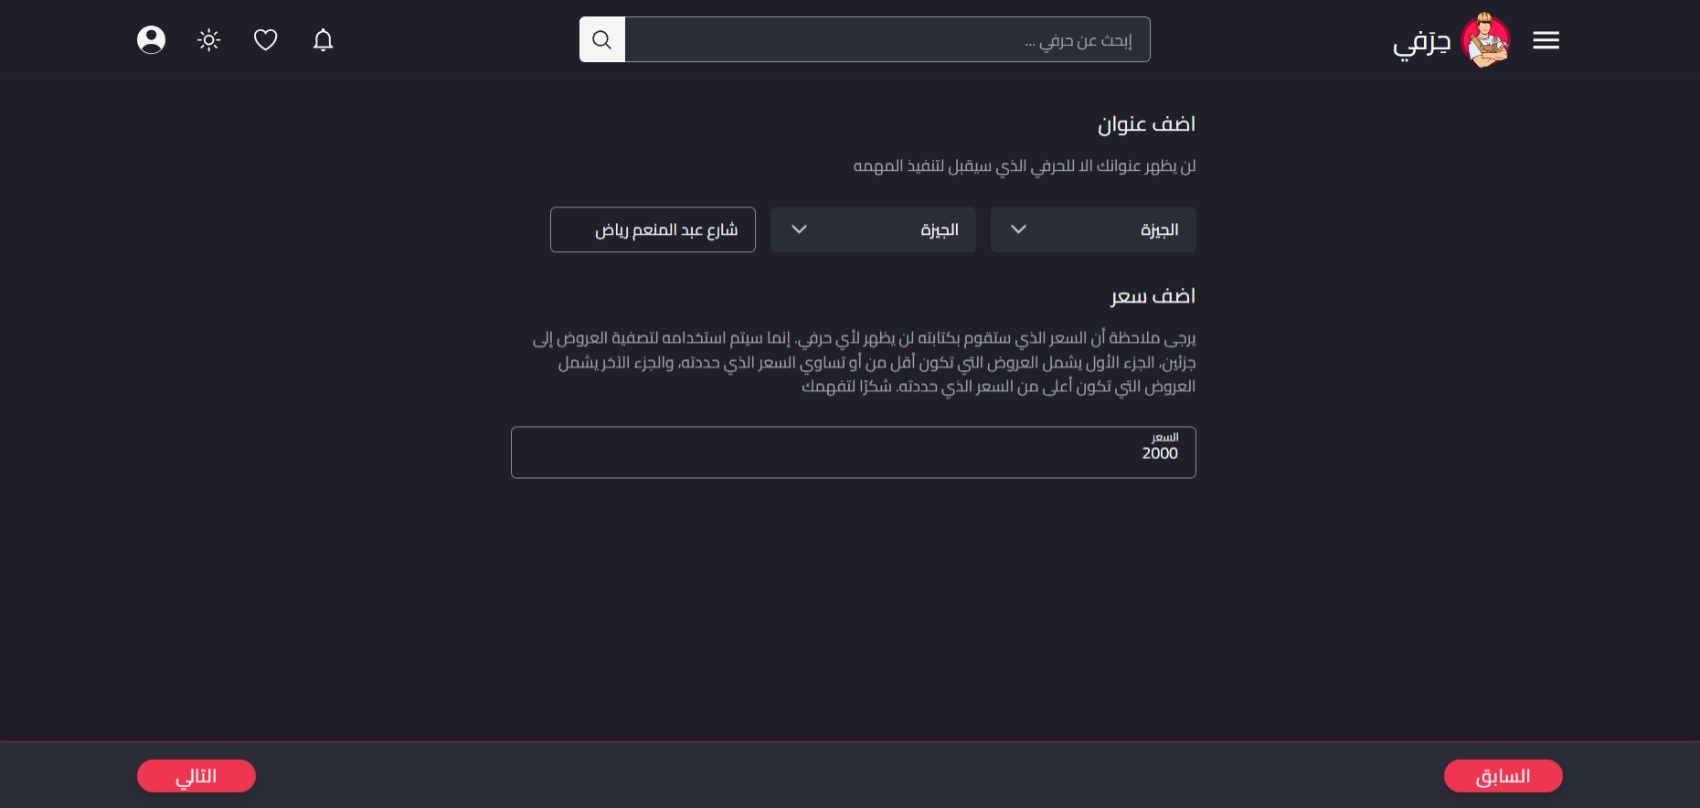 حِرَفي
إبحث عن حرفي ...
اضف عنوان
لن يظهر عنوانك الا للحرفي الذي سيقبل لتنفيذ المهمه
الجيزة
الجيزة
شارع عبد المنعم رياض
اضف سعر
يرجى ملاحظة أن السعر الذي ستقوم بكتابته لن يظهر لأي حرفي. إنما سيتم استخدامه لتصفية العروض إلى
جزئين، الجزء الأول يشمل العروض التي تكون أقل من أو تساوي السعر الذي حددته، والجزء الآخر يشمل
العروض التي تكون أعلى من السعر الذي حددته. شكرًا لتفهمك
السعر
2000
السابق
التالي